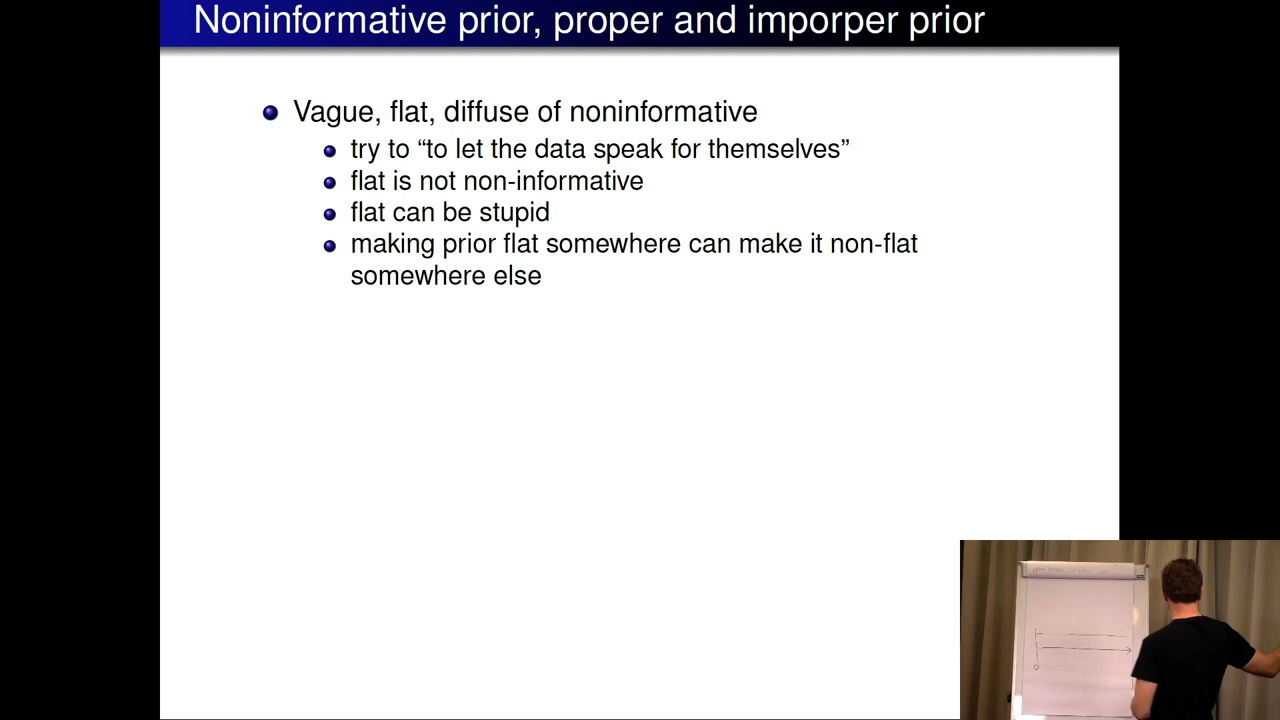 Noninformative prior, proper and imporper prior
Vague, flat, diffuse of noninformative
try to “to let the data speak for themselves”
flat is not non-informative
flat can be stupid
making prior flat somewhere can make it non-flat
somewhere else